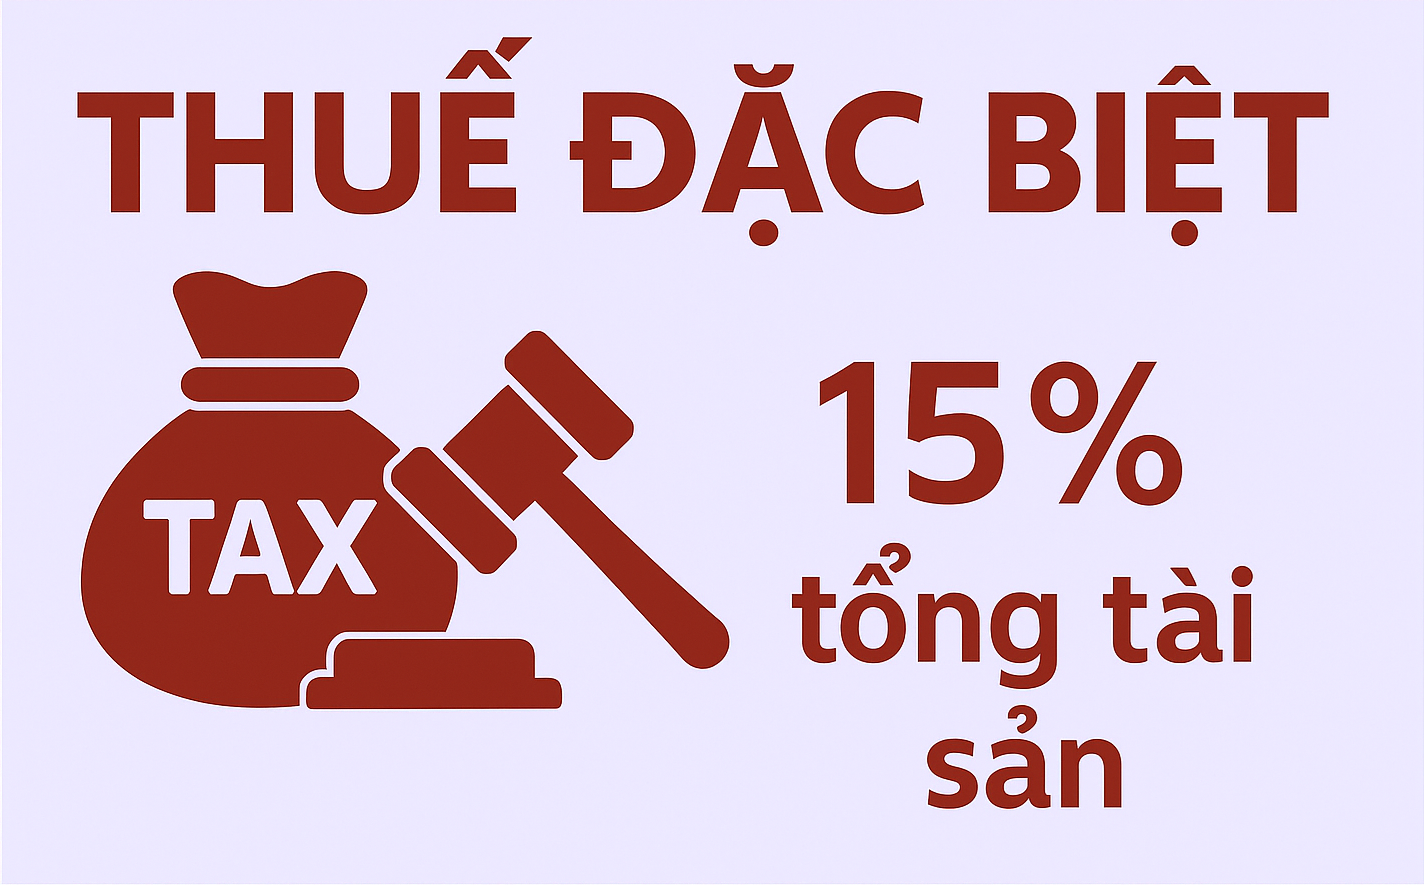 THUẾ ĐẶC BIỆT
TAX
15%
tổng tài
sản